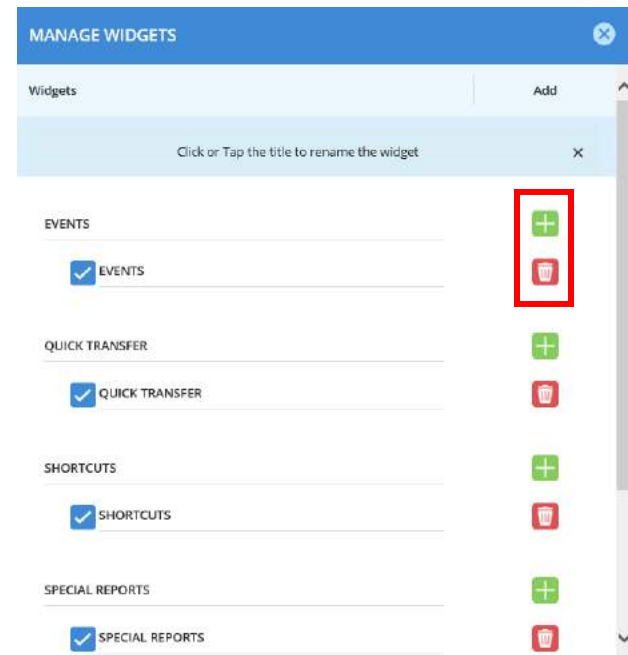 MANAGE WIDGETS
Widgets Add
Click or Tap the title to rename the widget
EVENTS
EVENTS
QUICK TRANSFER
QUICK TRANSFER
SHORTCUTS
SHORTCUTS
SPECIAL REPORTS
SPECIAL REPORTS